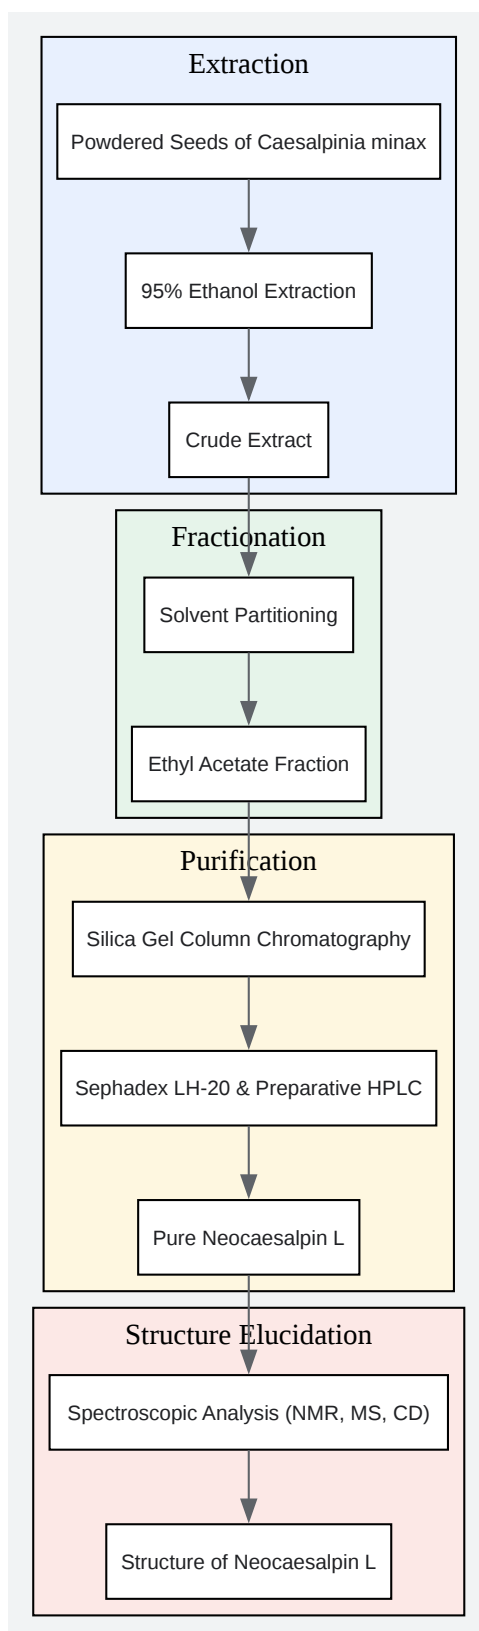 Extraction
Powdered Seeds of Caesalpinia minax
95% Ethanol Extraction
Crude Extract
Fractionation
Solvent Partitioning
Ethyl Acetate Fraction
Purification
Silica Gel Column Chromatography
Sephadex LH-20 & Preparative HPLC
Pure Neocaesalpin L
Structure Elucidation
Spectroscopic Analysis (NMR, MS, CD)
Structure of Neocaesalpin L